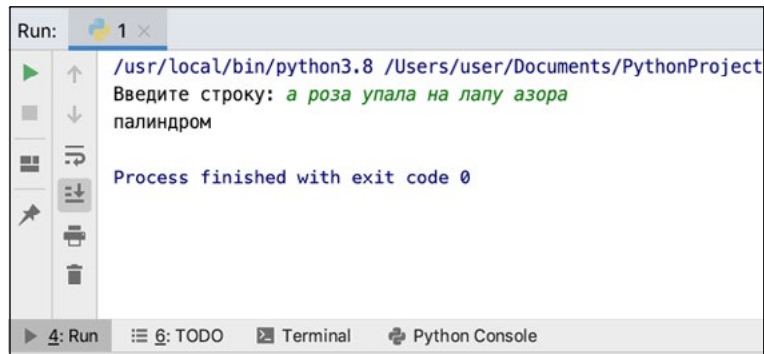 Run: 1
/usr/local/bin/python3.8 /Users/user/Documents/PythonProject
Введите строку: а роза упала на лапу азора
палиндром
Process finished with exit code 0
4: Run 6: TODO Terminal Python Console